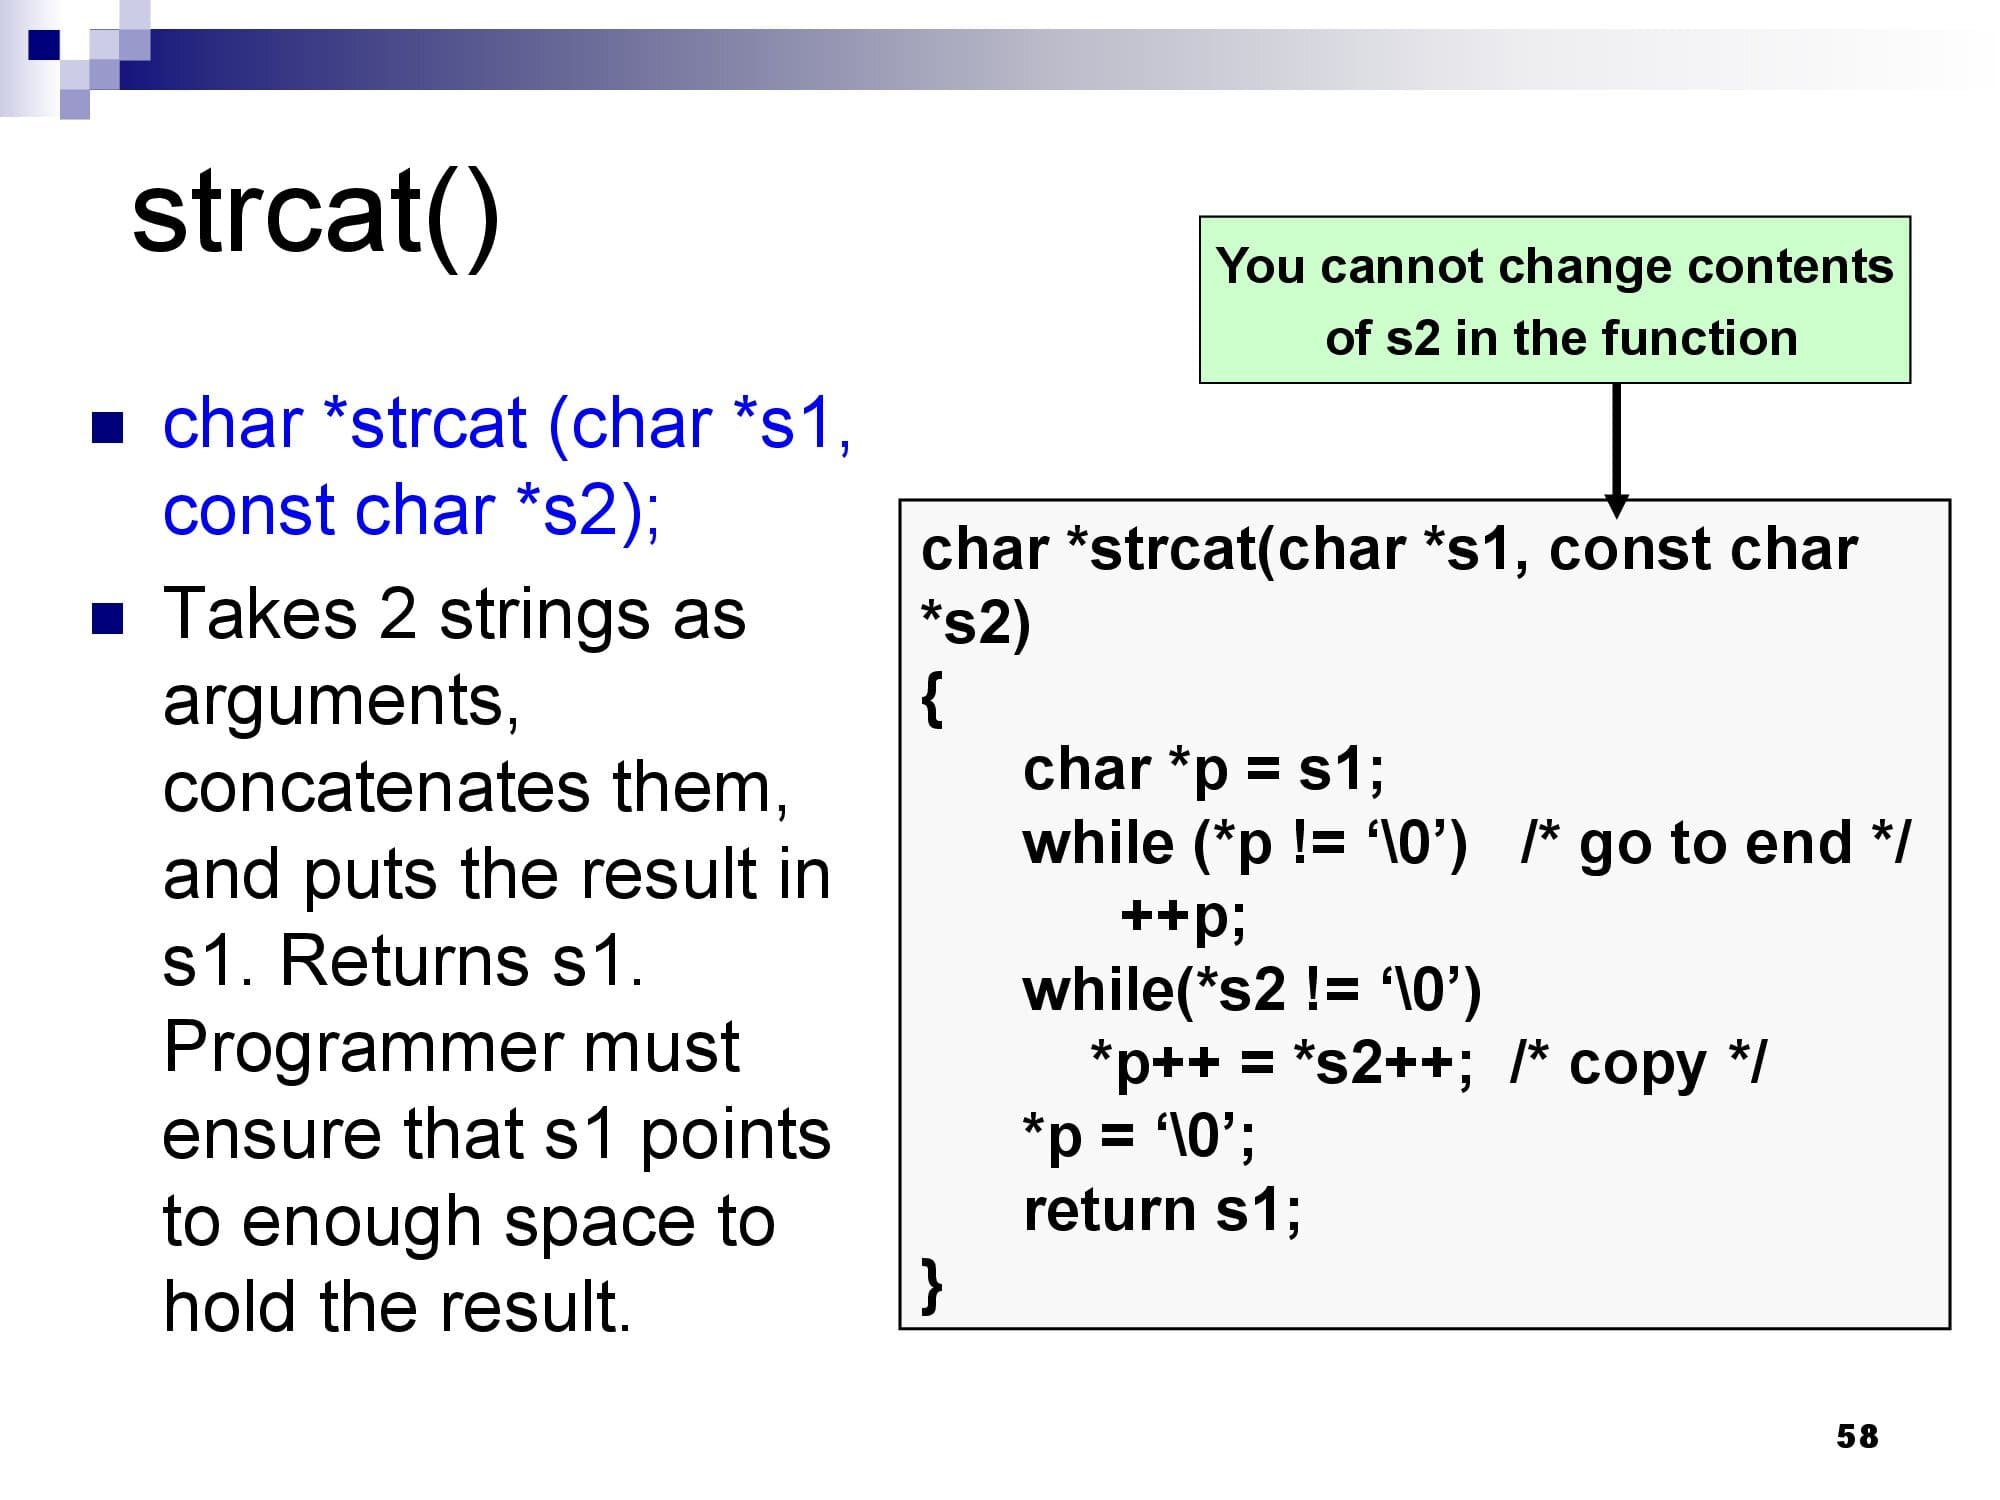 strcat()
You cannot change contents
of s2 in the function
char *strcat (char *s1,
const char *s2);
Takes 2 strings as
arguments,
concatenates them,
and puts the result in
s1. Returns s1.
Programmer must
ensure that s1 points
to enough space to
hold the result.
char *strcat(char *s1, const char
*s2)
{
char *p = s1;
while (*p != ‘\0’) /* go to end */
++p;
while(*s2 != ‘\0’)
*p++ = *s2++; /* copy */
*p = ‘\0’;
return s1;
}
58